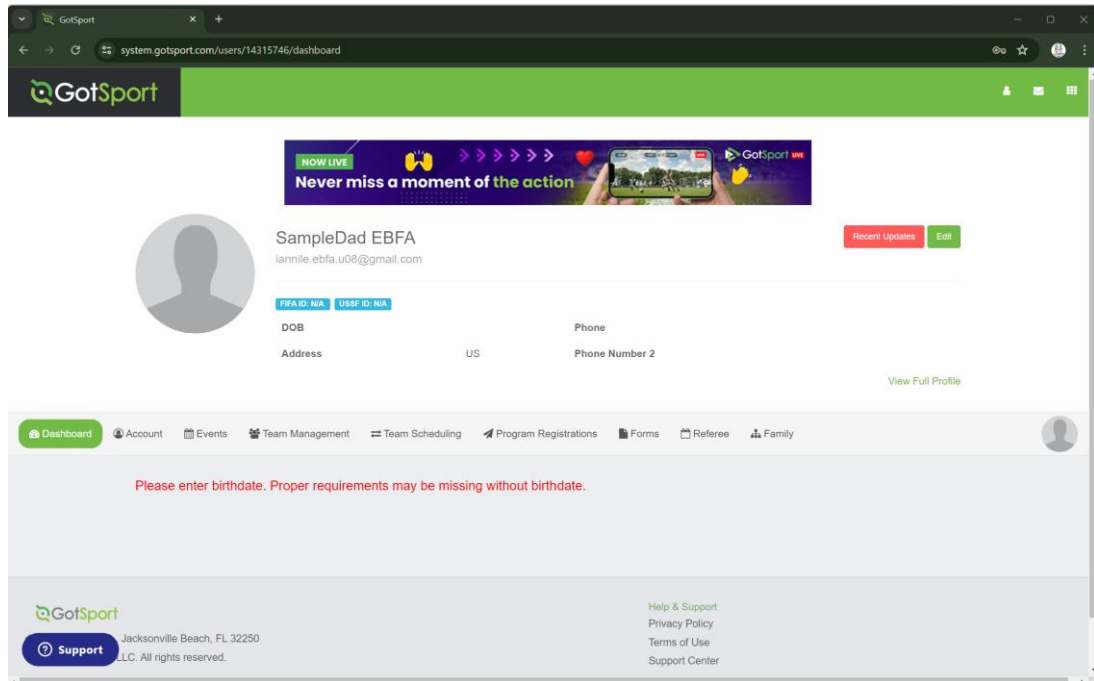 GotSport
system.gotsport.com/users/14315746/dashboard
GotSport
NOW LIVE
Never miss a moment of the action
GotSport LIVE
SampleDad EBFA
Recent Updates
Edit
iannile.ebfa.u08@gmail.com
FIFA ID: N/A USSF ID: N/A
DOB
Phone
Address US Phone Number 2
View Full Profile
Dashboard Account Events Team Management Team Scheduling Program Registrations Forms Referee Family
Please enter birthdate. Proper requirements may be missing without birthdate.
GotSport
Jacksonville Beach, FL 32250
LLC. All rights reserved.
Support
Help & Support
Privacy Policy
Terms of Use
Support Center